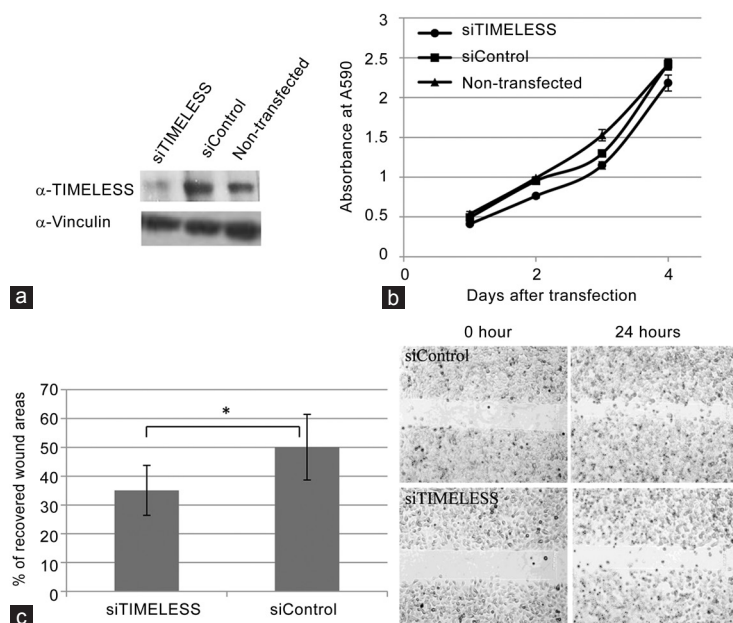 siTIMELESS
siControl
Non-transfected
α-TIMELESS
α-Vinculin
a
3
2.5
2
1.5
1
0.5
0
Absorbance at A590
siTIMELESS
siControl
Non-transfected
0 2 4
Days after transfection
b
70
60
50
40
30
20
10
0
% of recovered wound areas
*
siTIMELESS siControl
c
0 hour 24 hours
siControl
siTIMELESS